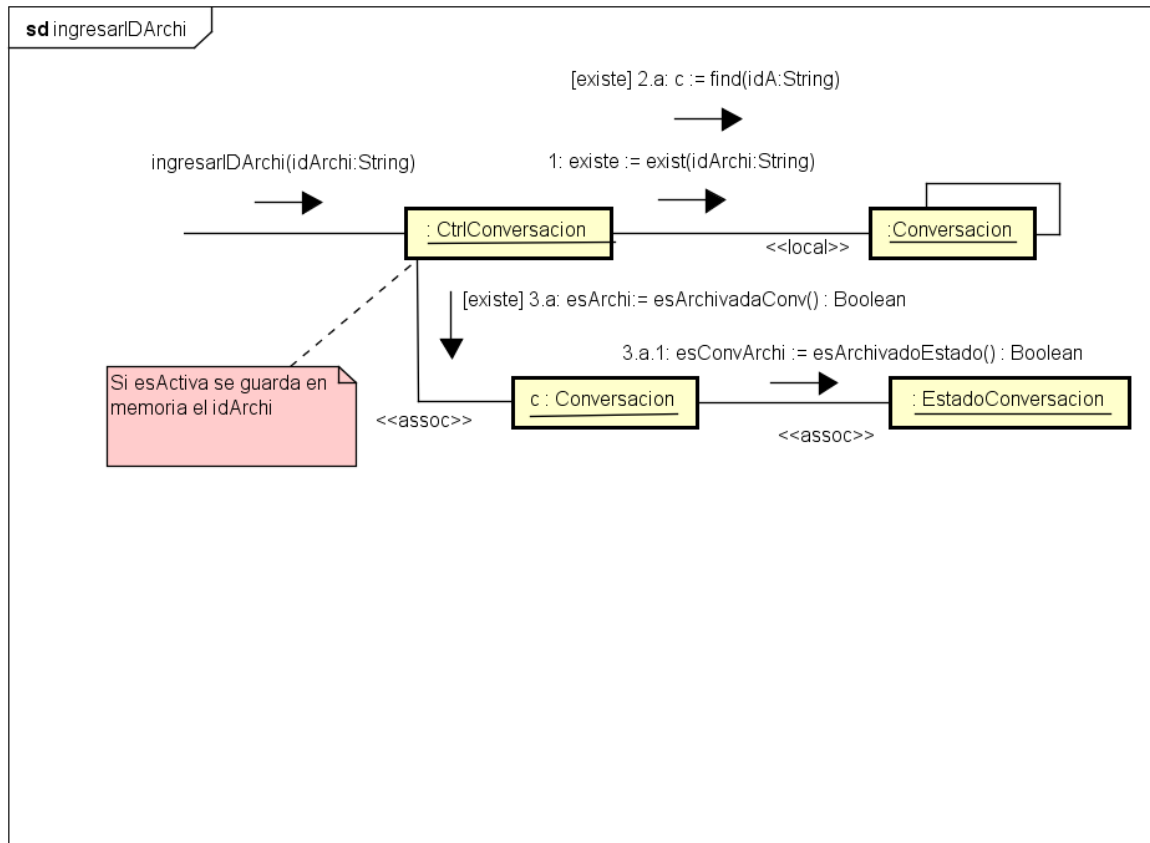 sd ingresarIDArchi
[existe] 2.a: c := find(idA:String)
ingresarIDArchi(idArchi:String)
1: existe := exist(idArchi:String)
: CtrlConversacion
:Conversacion
<<local>>
[existe] 3.a: esArchi:= esArchivadaConv() : Boolean
3.a.1: esConvArchi := esArchivadoEstado() : Boolean
Si esActiva se guarda en
memoria el idArchi
c : Conversacion
: EstadoConversacion
<<assoc>>
<<assoc>>